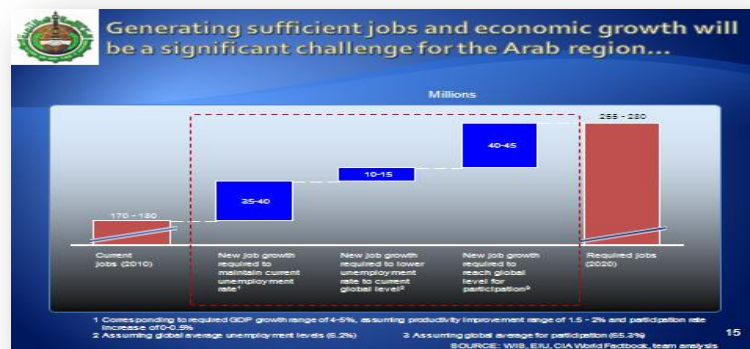 Generating sufficient jobs and economic growth will
be a significant challenge for the Arab region...
Millions
170 - 180
35-40
10-15
40-45
255 - 280
Current
jobs (2010)
New job growth
required to
maintain current
unemployment
rate¹
New job growth
required to lower
unemployment
rate to current
global level²
New job growth
required to
reach global
level for
participation³
Required jobs
(2020)
1 Corresponding to required GDP growth range of 4-5%, assuming productivity improvement range of 1.5 - 2% and participation rate
increase of 0-0.5%
2 Assuming global average unemployment levels (6.2%)
3 Assuming global average for participation (65.3%)
15
SOURCE: WIS, EIU, CIA World Factbook, team analysis